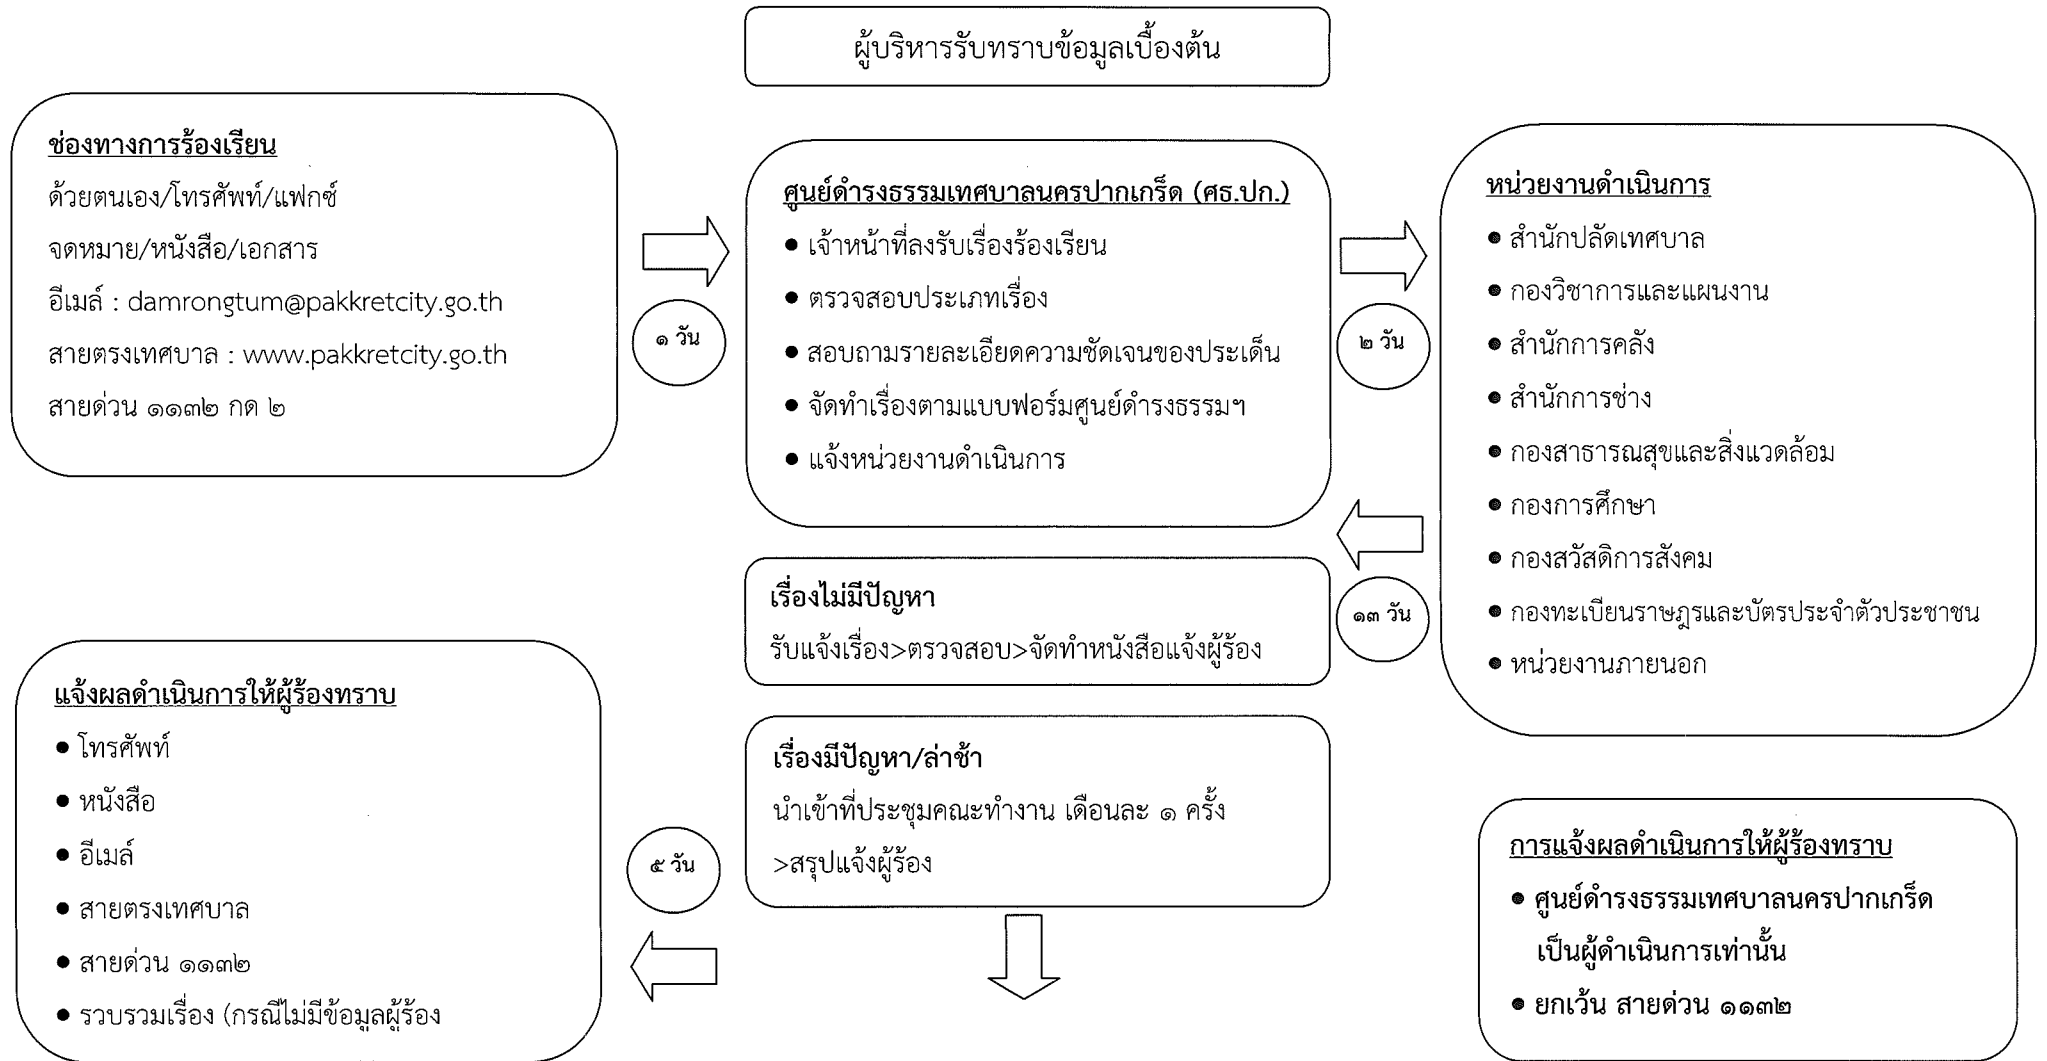 ผู้บริหารรับทราบข้อมูลเบื้องต้น
ช่องทางการร้องเรียน
ด้วยตนเอง/โทรศัพท์/แฟกซ์
จดหมาย/หนังสือ/เอกสาร
อีเมล์ : damrongtum@pakkretcity.go.th
สายตรงเทศบาล : www.pakkretcity.go.th
สายด่วน ๑๑๓๒ กด ๒
๑ วัน
ศูนย์ดำรงธรรมเทศบาลนครปากเกร็ด (ศธ.ปก.)
● เจ้าหน้าที่ลงรับเรื่องร้องเรียน
● ตรวจสอบประเภทเรื่อง
● สอบถามรายละเอียดความชัดเจนของประเด็น
● จัดทำเรื่องตามแบบฟอร์มศูนย์ดำรงธรรมฯ
● แจ้งหน่วยงานดำเนินการ
๒ วัน
หน่วยงานดำเนินการ
● สำนักปลัดเทศบาล
● กองวิชาการและแผนงาน
● สำนักการคลัง
● สำนักการช่าง
● กองสาธารณสุขและสิ่งแวดล้อม
● กองการศึกษา
● กองสวัสดิการสังคม
● กองทะเบียนราษฎรและบัตรประจำตัวประชาชน
● หน่วยงานภายนอก
๑๓ วัน
เรื่องไม่มีปัญหา
รับแจ้งเรื่อง>ตรวจสอบ>จัดทำหนังสือแจ้งผู้ร้อง
เรื่องมีปัญหา/ล่าช้า
นำเข้าที่ประชุมคณะทำงาน เดือนละ ๑ ครั้ง
>สรุปแจ้งผู้ร้อง
๕ วัน
แจ้งผลดำเนินการให้ผู้ร้องทราบ
● โทรศัพท์
● หนังสือ
● อีเมล์
● สายตรงเทศบาล
● สายด่วน ๑๑๓๒
● รวบรวมเรื่อง (กรณีไม่มีข้อมูลผู้ร้อง
การแจ้งผลดำเนินการให้ผู้ร้องทราบ
● ศูนย์ดำรงธรรมเทศบาลนครปากเกร็ด
เป็นผู้ดำเนินการเท่านั้น
● ยกเว้น สายด่วน ๑๑๓๒